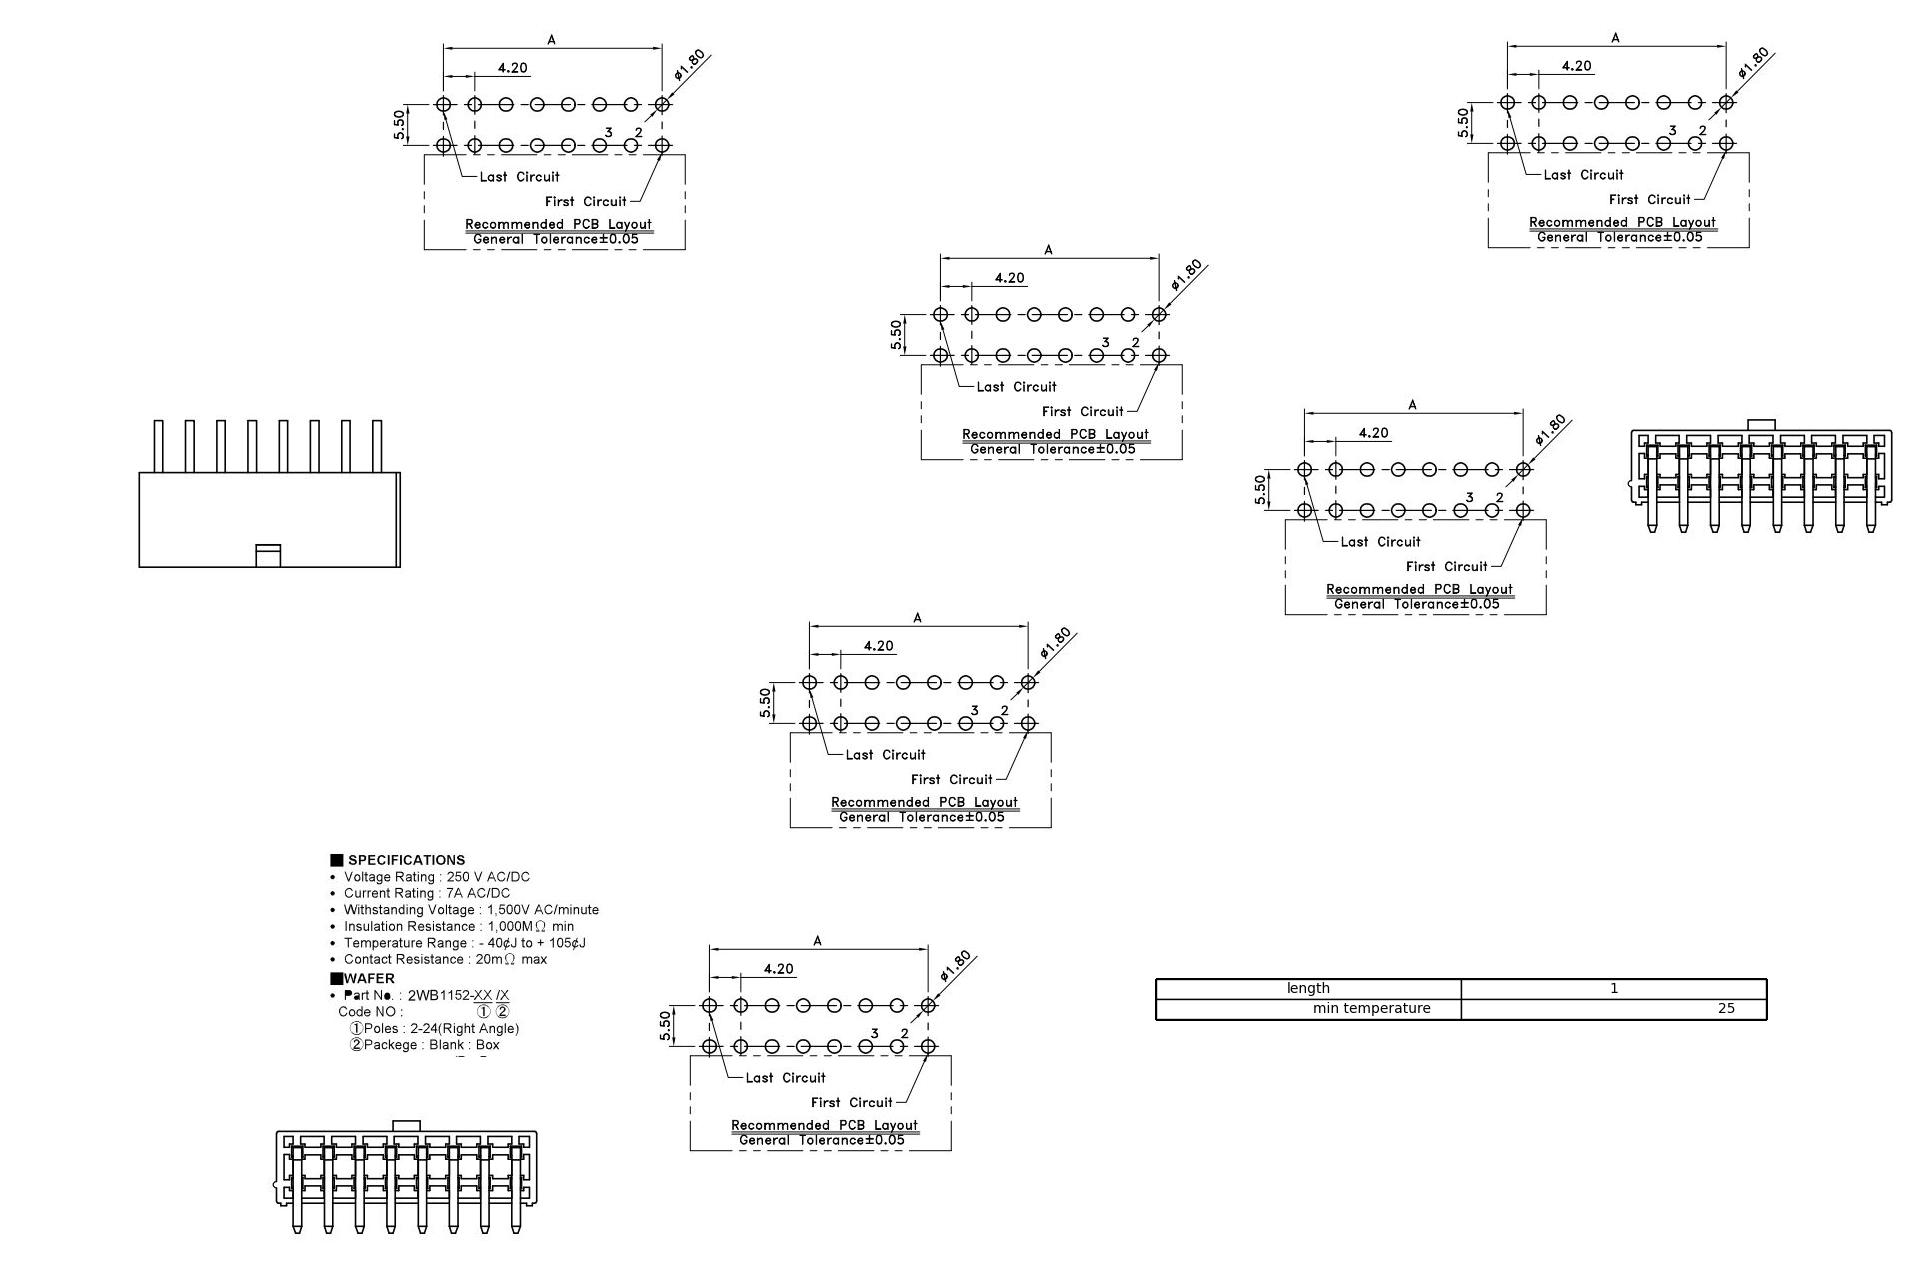 A
4.20
ø1.80
5.50
3 2
Last Circuit
First Circuit
Recommended PCB Layout
General Tolerance±0.05
A
4.20
ø1.80
5.50
3 2
Last Circuit
First Circuit
Recommended PCB Layout
General Tolerance±0.05
A
4.20
ø1.80
5.50
3 2
Last Circuit
First Circuit
Recommended PCB Layout
General Tolerance±0.05
A
4.20
ø1.80
5.50
3 2
Last Circuit
First Circuit
Recommended PCB Layout
General Tolerance±0.05
A
4.20
ø1.80
5.50
3 2
Last Circuit
First Circuit
Recommended PCB Layout
General Tolerance±0.05
■ SPECIFICATIONS
• Voltage Rating : 250 V AC/DC
• Current Rating : 7A AC/DC
• Withstanding Voltage : 1,500V AC/minute
• Insulation Resistance : 1,000MΩ min
• Temperature Range : - 40¢J to + 105¢J
• Contact Resistance : 20mΩ max
■WAFER
• Part No. : 2WB1152-XX /X
Code NO : ① ②
①Poles : 2-24(Right Angle)
②Packege : Blank : Box
A
4.20
ø1.80
5.50
3 2
Last Circuit
First Circuit
Recommended PCB Layout
General Tolerance±0.05
length 1
min temperature 25